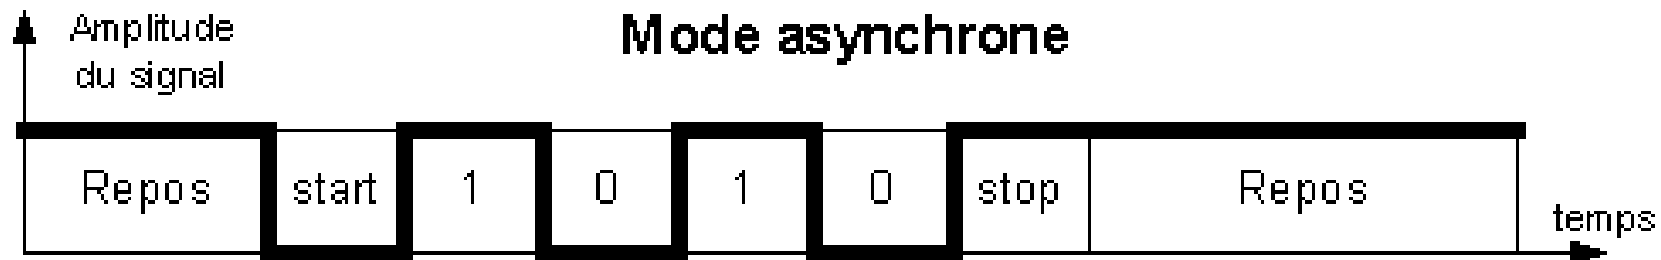 Amplitude
du signal
Mode asynchrone
Repos start 1 0 1 0 stop Repos
temps